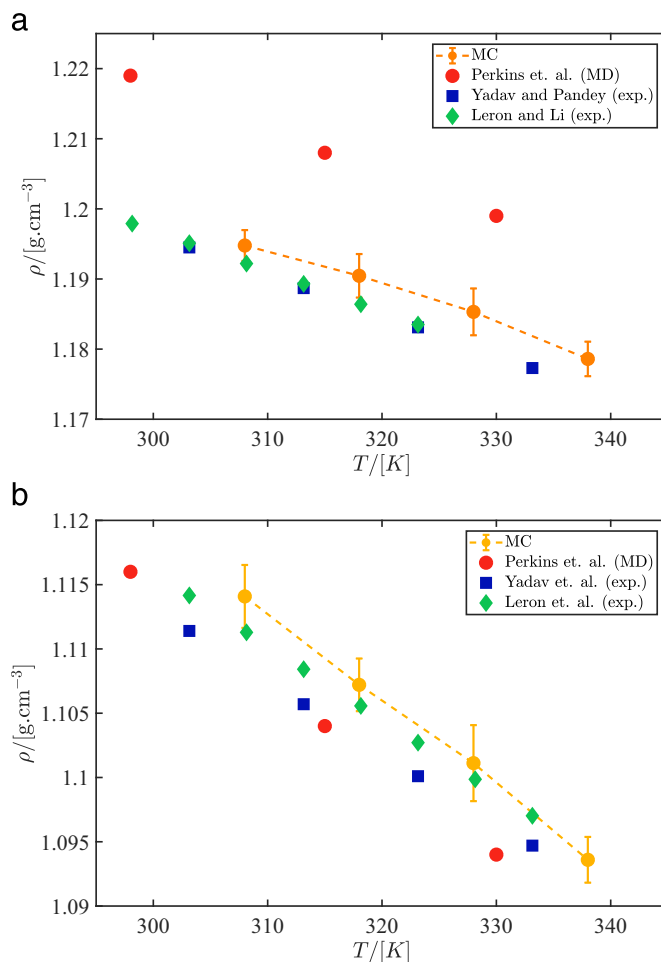 a
1.22
1.21
1.2
1.19
1.18
1.17
ρ/[g.cm⁻³]
MC
Perkins et. al. (MD)
Yadav and Pandey (exp.)
Leron and Li (exp.)
300 310 320 330 340
T/[K]
b
1.12
1.115
1.11
1.105
1.1
1.095
1.09
ρ/[g.cm⁻³]
MC
Perkins et. al. (MD)
Yadav et. al. (exp.)
Leron et. al. (exp.)
300 310 320 330 340
T/[K]